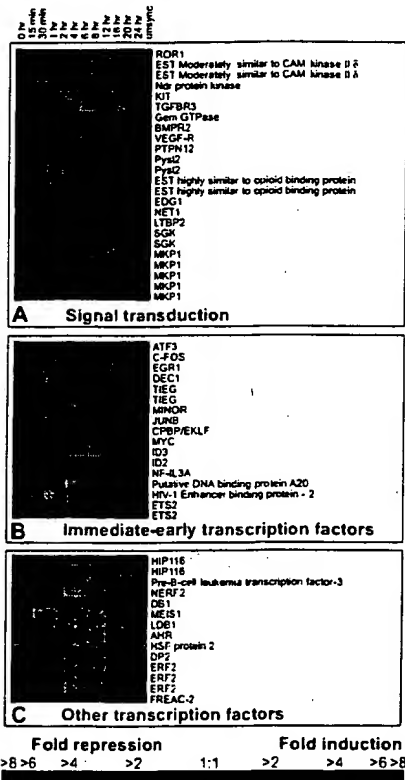 0 hr
15 min
30 min
1 hr
2 hr
4 hr
6 hr
8 hr
12 hr
16 hr
20 hr
24 hr
unsync
ROR1
EST Moderately similar to CAM kinase II δ
EST Moderately similar to CAM kinase II δ
Ndr protein kinase
KIT
TGFBR3
Gem GTPase
BMPR2
VEGF-R
PTPN12
Pyst2
Pyst2
EST highly similar to opioid binding protein
EST highly similar to opioid binding protein
EDG1
NET1
LTBP2
SGK
SGK
MKP1
MKP1
MKP1
MKP1
MKP1
A Signal transduction
ATF3
C-FOS
EGR1
DEC1
TIEG
TIEG
MINOR
JUNB
CPBP/EKLF
MYC
ID3
ID2
NF-IL3A
Putative DNA binding protein A20
HIV-1 Enhancer binding protein - 2
ETS2
ETS2
B Immediate-early transcription factors
HIP116
HIP116
Pre-B-cell leukemia transcription factor-3
NERF2
DB1
MEIS1
LDB1
AHR
HSF protein 2
DP2
ERF2
ERF2
ERF2
FREAC-2
C Other transcription factors
Fold repression Fold induction
>8 >6 >4 >2 1:1 >2 >4 >6 >8